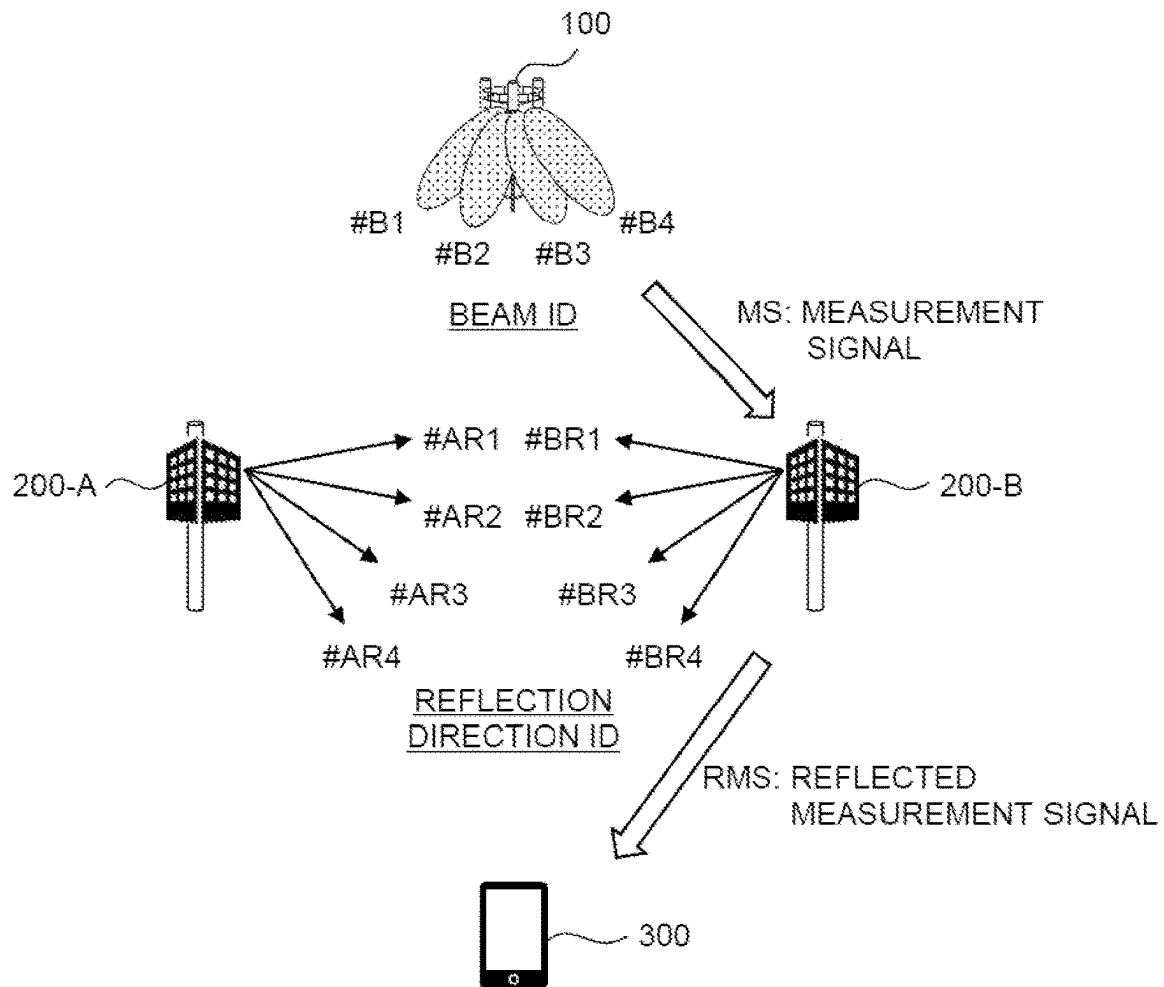 100
#B1
#B4
#B2
#B3
BEAM ID
MS: MEASUREMENT
SIGNAL
#AR1
#BR1
200-A
200-B
#AR2
#BR2
#AR3
#BR3
#AR4
#BR4
REFLECTION
DIRECTION ID
RMS: REFLECTED
MEASUREMENT SIGNAL
300